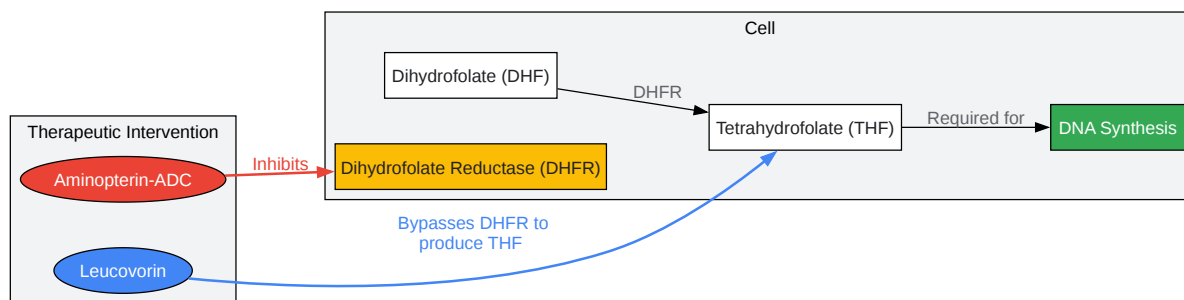 Cell
Dihydrofolate (DHF)
DHFR
Tetrahydrofolate (THF)
Required for
DNA Synthesis
Therapeutic Intervention
Aminopterin-ADC
Inhibits
Dihydrofolate Reductase (DHFR)
Bypasses DHFR to
produce THF
Leucovorin